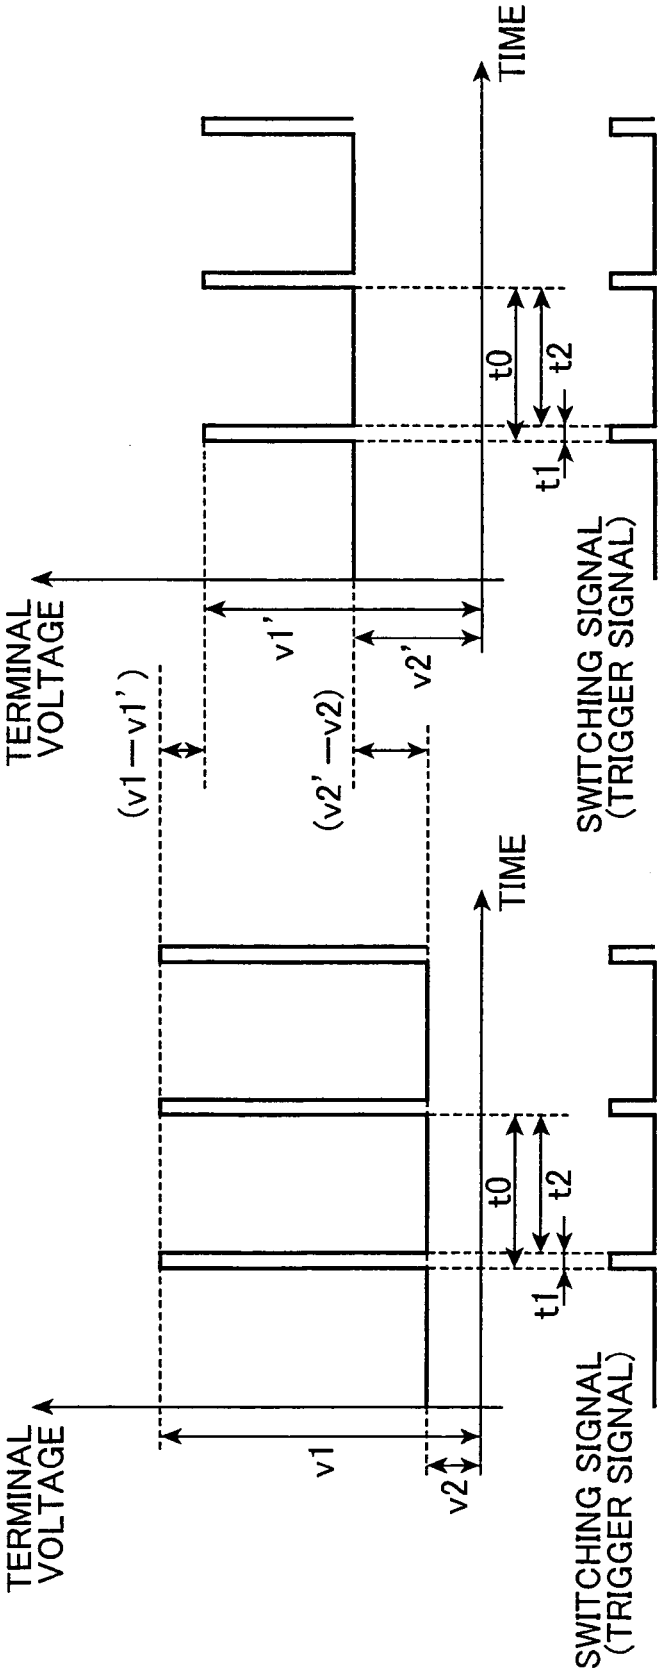 TERMINAL
VOLTAGE
v1
v2
TIME
t0
t2
t1
SWITCHING SIGNAL
(TRIGGER SIGNAL)
(v1－v1')
(v2'－v2)
TERMINAL
VOLTAGE
v1'
v2'
TIME
t0
t2
t1
SWITCHING SIGNAL
(TRIGGER SIGNAL)